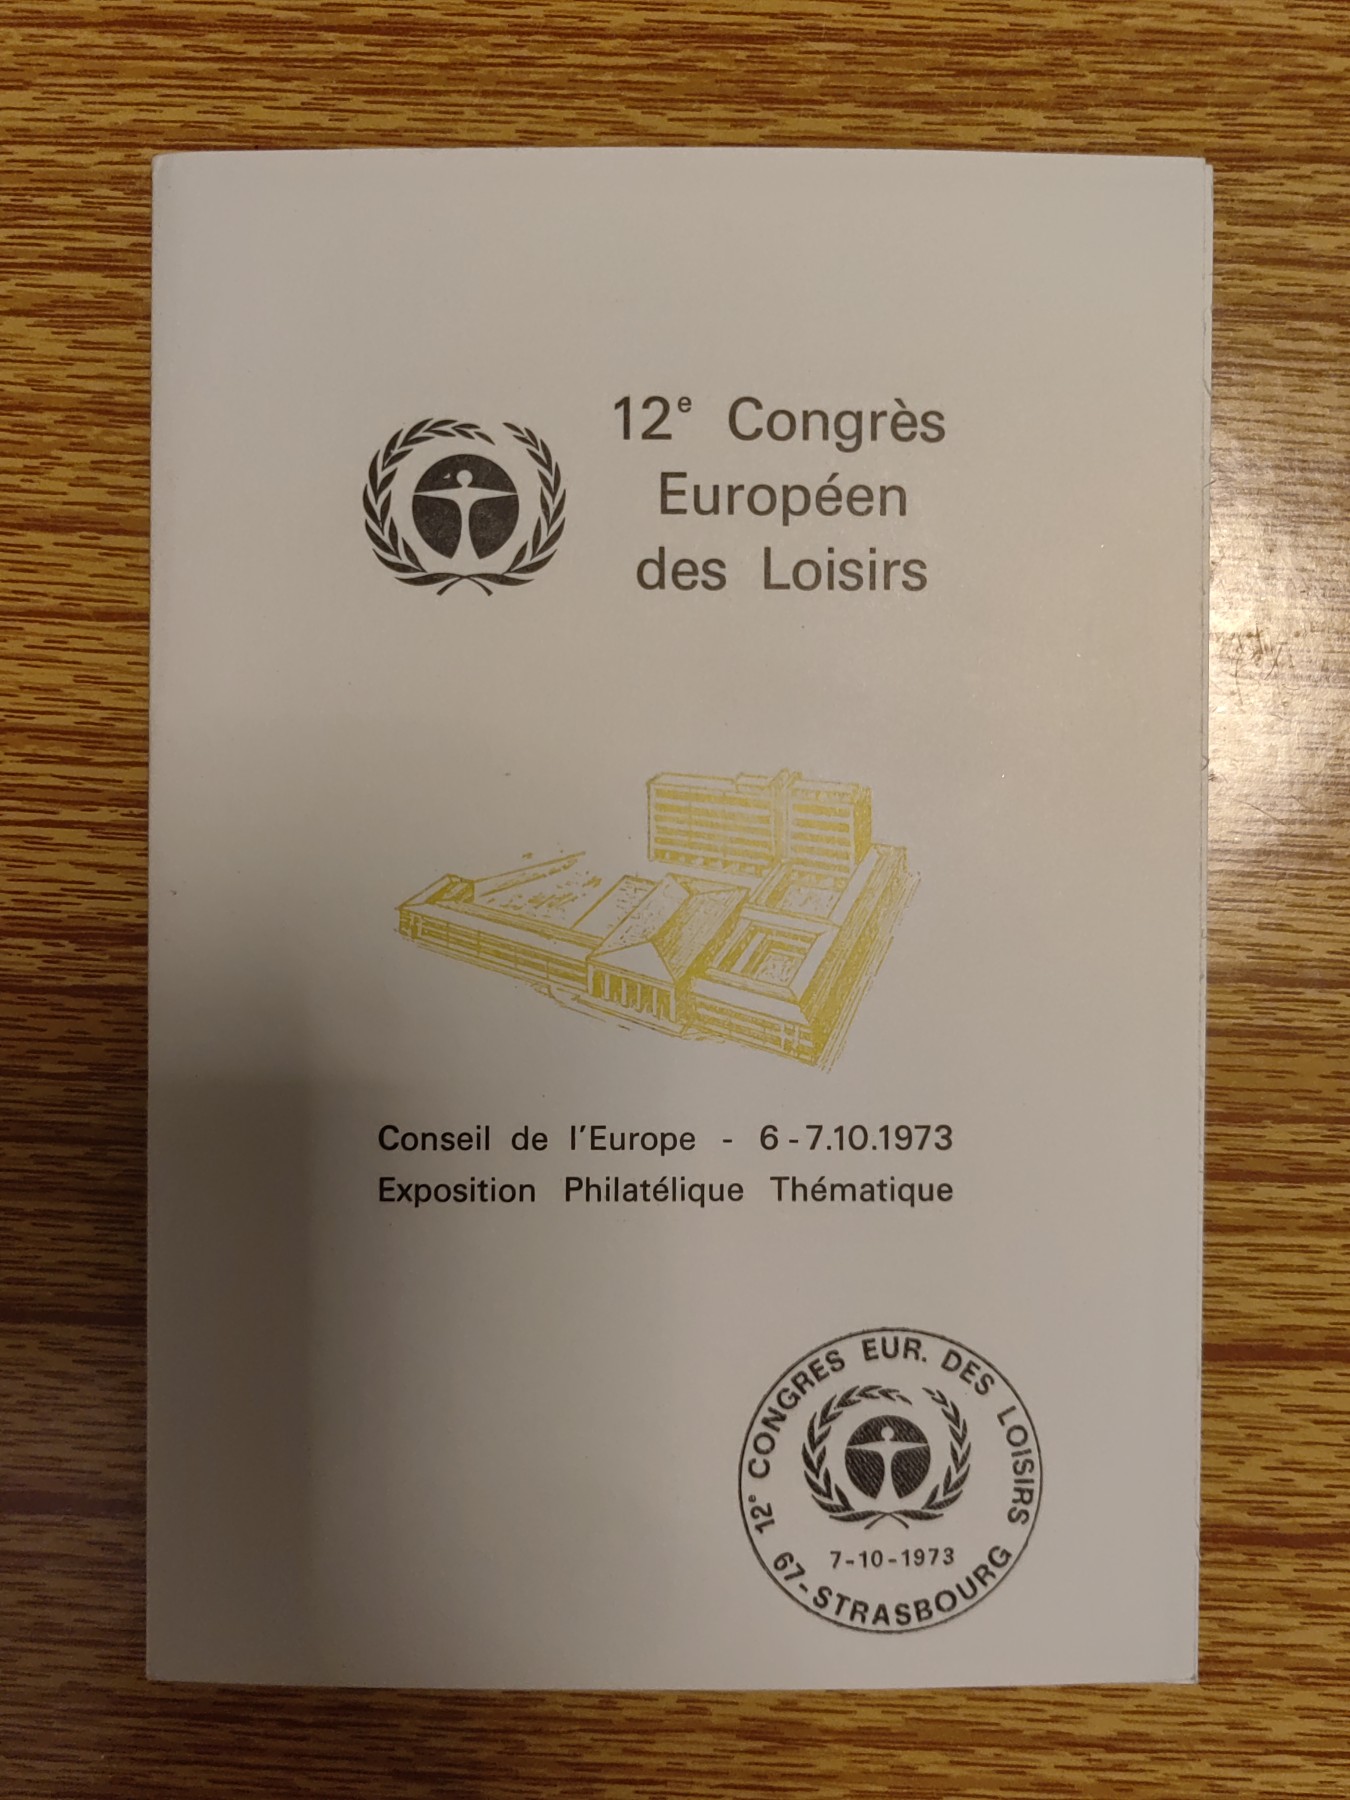 12e Congrès
Européen
des Loisirs
Conseil de l'Europe - 6-7.10.1973
Exposition Philatélique Thématique
12e CONGRES EUR. DES LOISIRS
7-10-1973
67-STRASBOURG